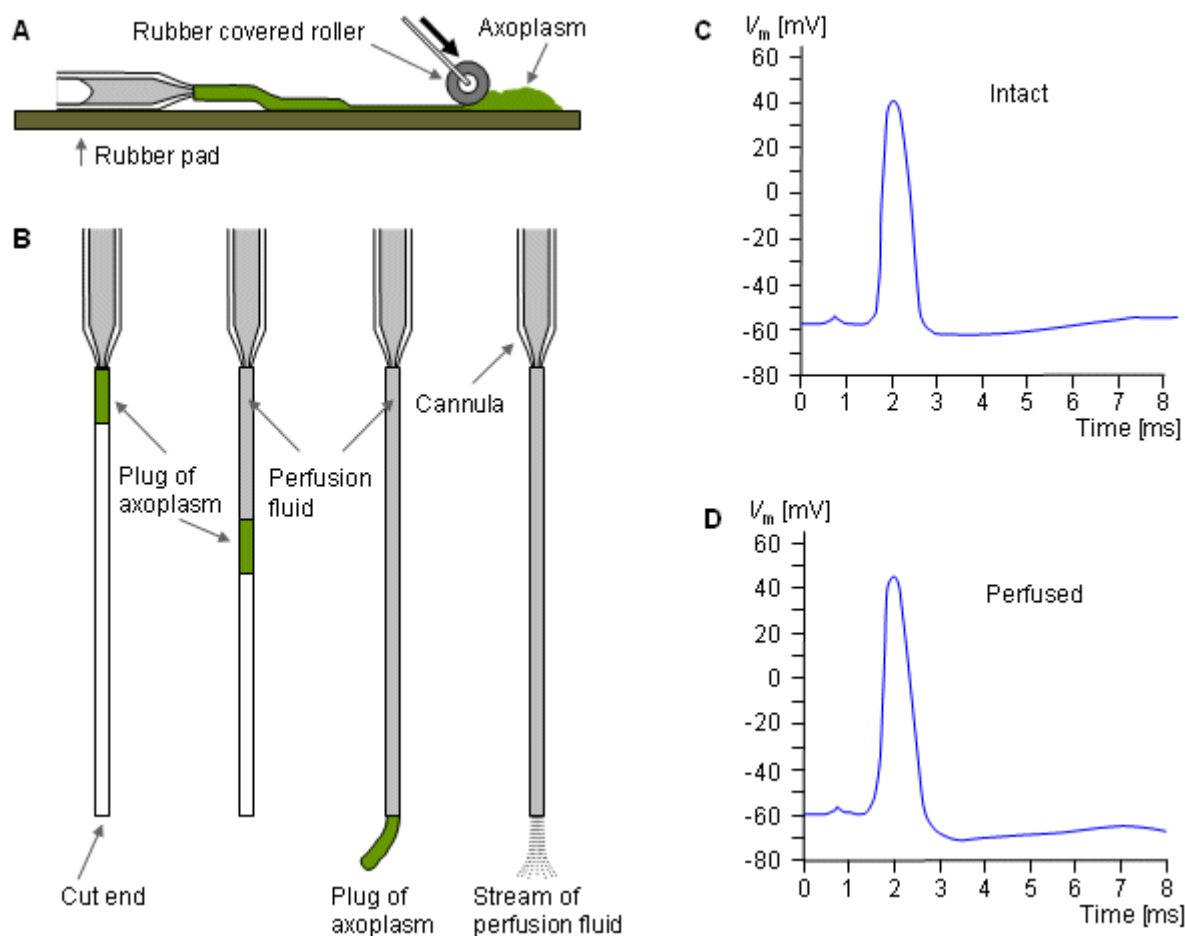 A
Rubber covered roller
Axoplasm
Rubber pad
B
Plug of
axoplasm
Perfusion
fluid
Cannula
Cut end
Plug of
axoplasm
Stream of
perfusion fluid
C
Vm [mV]
Intact
60
40
20
0
-20
-40
-60
-80
0 1 2 3 4 5 6 7 8
Time [ms]
D
Vm [mV]
Perfused
60
40
20
0
-20
-40
-60
-80
0 1 2 3 4 5 6 7 8
Time [ms]